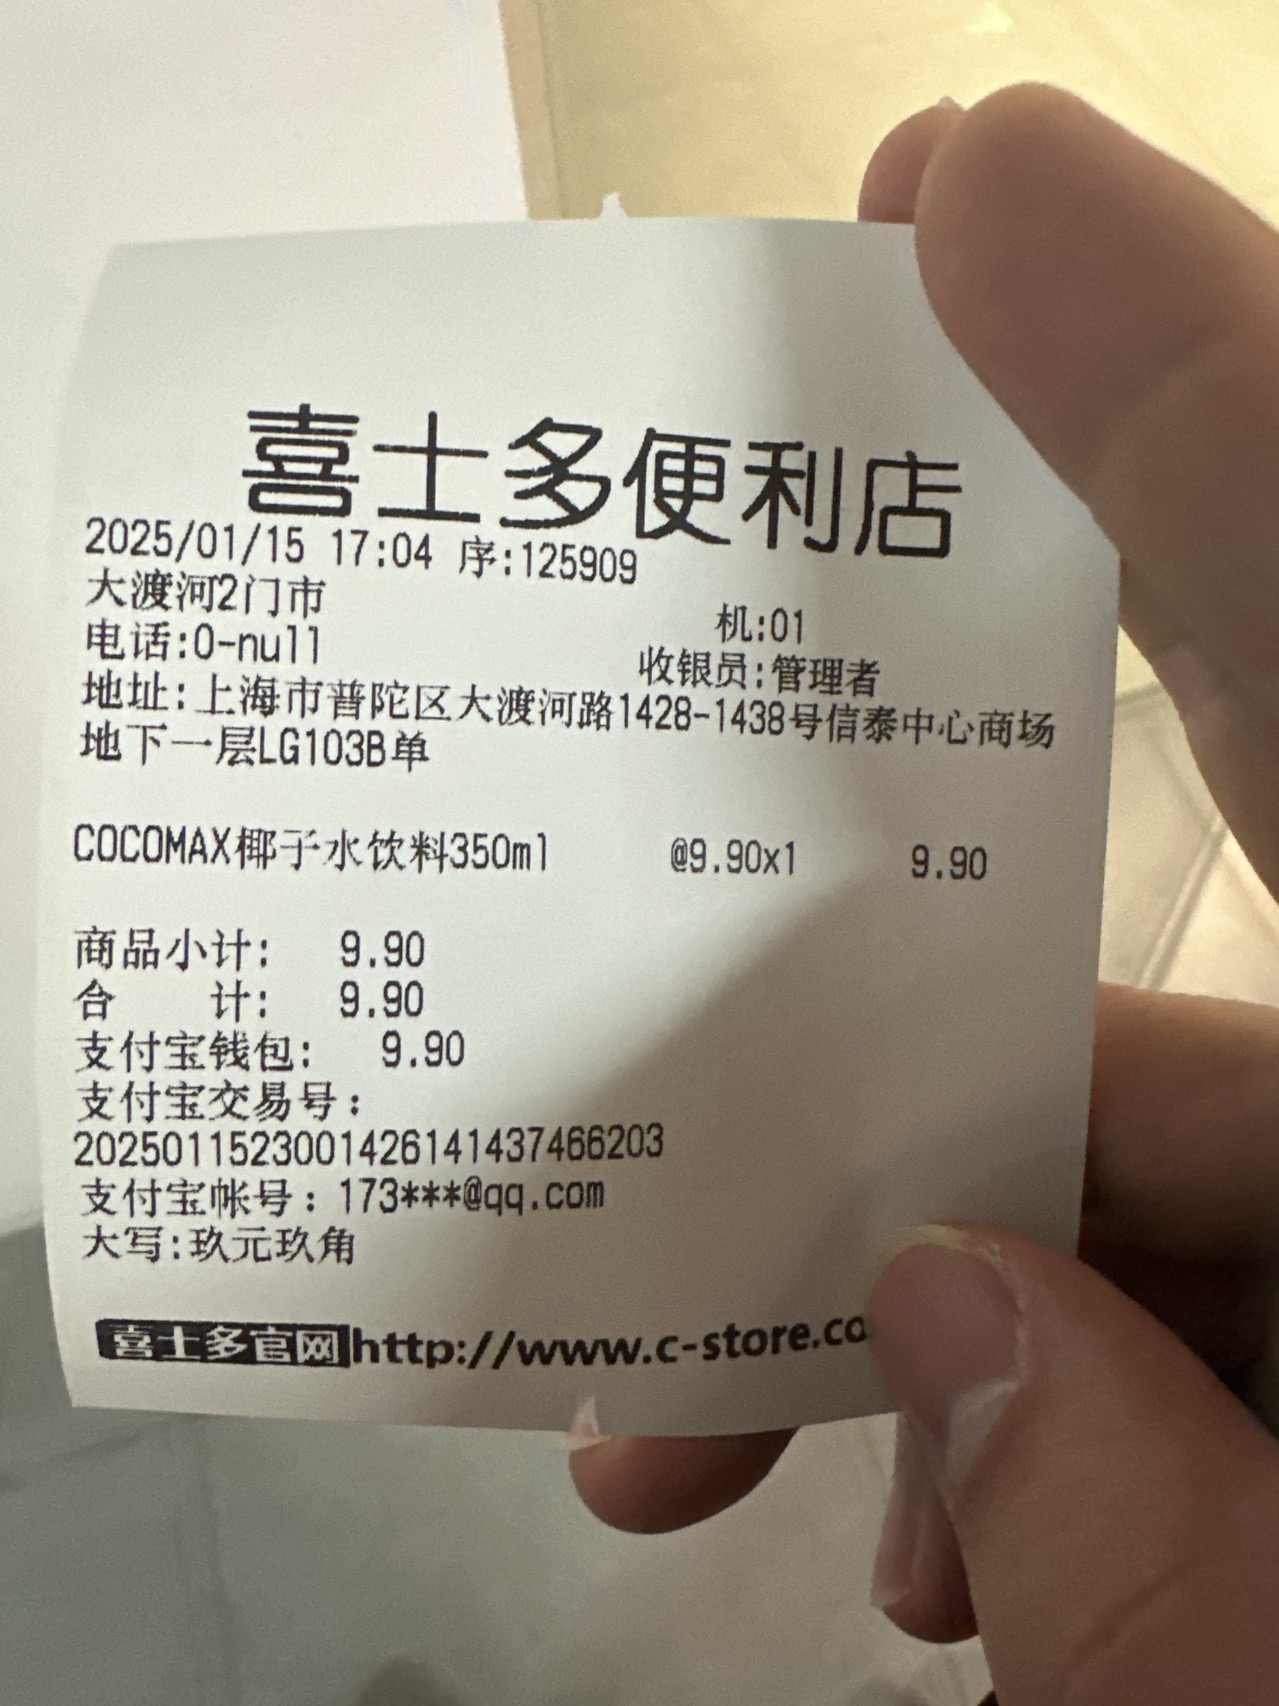 喜士多便利店
2025/01/15 17:04 序:125909
大渡河2门市 机:01
电话:0-null 收银员:管理者
地址:上海市普陀区大渡河路1428-1438号信泰中心商场
地下一层LG103B单
COCOMAX椰子水饮料350ml @9.90x1 9.90
商品小计: 9.90
合 计: 9.90
支付宝钱包: 9.90
支付宝交易号:
2025011523001426141437466203
支付宝帐号:173***@qq.com
大写:玖元玖角
喜士多官网http://www.c-store.co